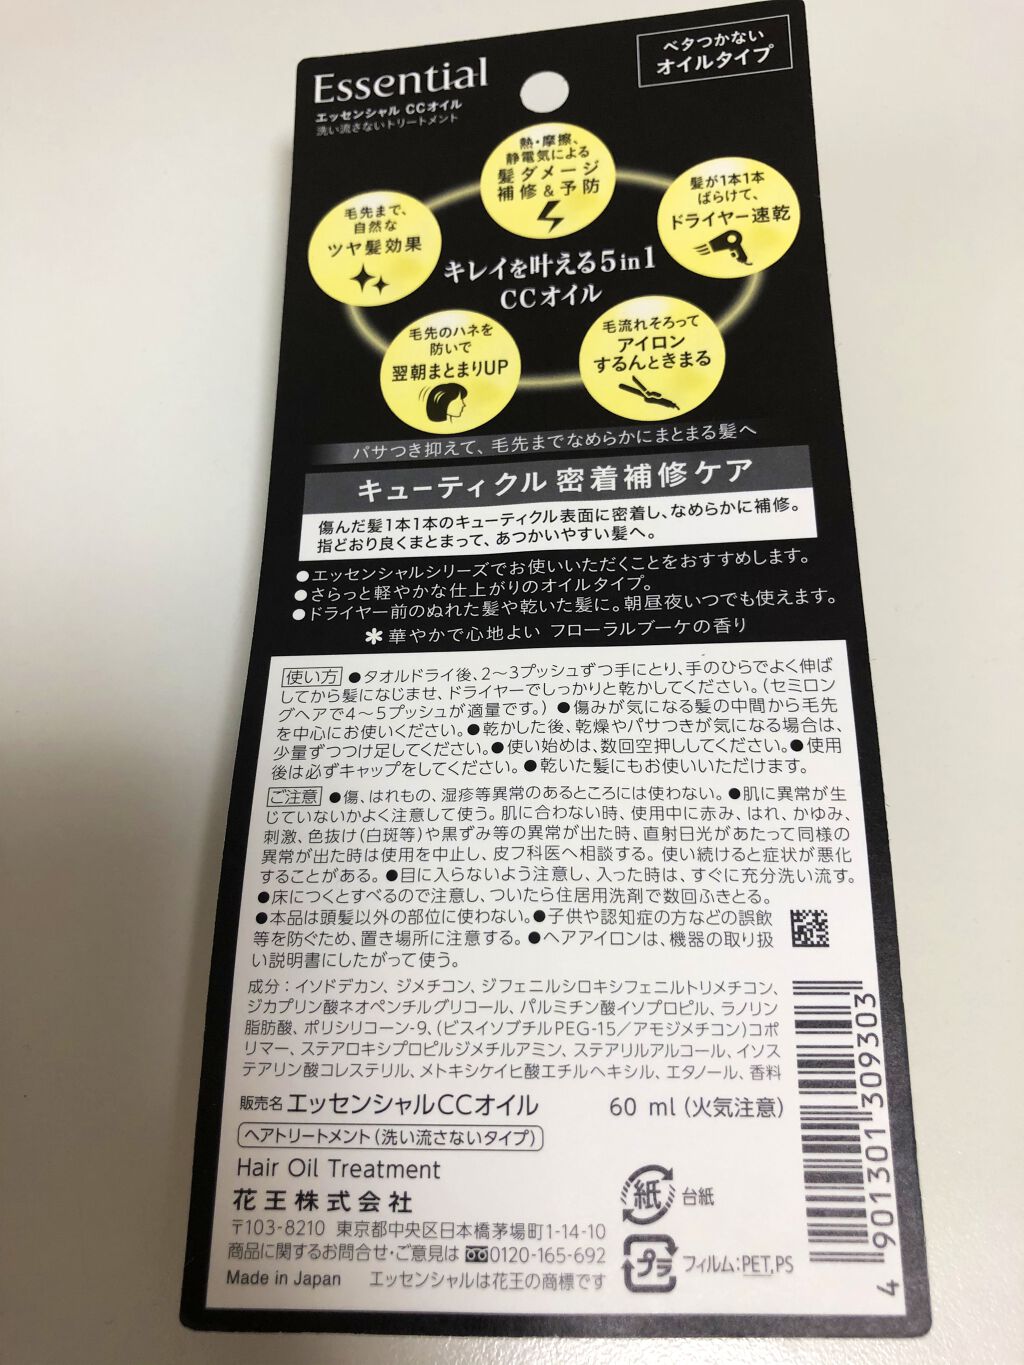 Essential
エッセンシャル CCオイル
洗い流さないトリートメント
ベタつかない
オイルタイプ
熱・摩擦、
静電気による
髪ダメージ
補修&予防
髪が1本1本
ばらけて、
ドライヤー速乾
毛先まで、
自然な
ツヤ髪効果
キレイを叶える5in1
CCオイル
毛先のハネを
防いで
翌朝まとまりUP
毛流れそろって
アイロン
するんときまる
パサつき抑えて、毛先までなめらかにまとまる髪へ
キューティクル 密着補修ケア
傷んだ髪1本1本のキューティクル表面に密着し、なめらかに補修。
指どおり良くまとまって、あつかいやすい髪へ。
●エッセンシャルシリーズでお使いいただくことをおすすめします。
●さらっと軽やかな仕上がりのオイルタイプ。
●ドライヤー前のぬれた髪や乾いた髪に。朝昼夜いつでも使えます。
＊華やかで心地よい フローラルブーケの香り
使い方 ●タオルドライ後、2〜3プッシュずつ手にとり、手のひらでよく伸ば
してから髪になじませ、ドライヤーでしっかりと乾かしてください。(セミロン
グヘアで4〜5プッシュが適量です。) ●傷みが気になる髪の中間から毛先
を中心にお使いください。●乾かした後、乾燥やパサつきが気になる場合は、
少量ずつつけ足してください。●使い始めは、数回空押ししてください。●使用
後は必ずキャップをしてください。●乾いた髪にもお使いいただけます。
ご注意 ●傷、はれもの、湿疹等異常のあるところには使わない。●肌に異常が生
じていないかよく注意して使う。肌に合わない時、使用中に赤み、はれ、かゆみ、
刺激、色抜け(白斑等)や黒ずみ等の異常が出た時、直射日光があたって同様の
異常が出た時は使用を中止し、皮フ科医へ相談する。使い続けると症状が悪化
することがある。●目に入らないよう注意し、入った時は、すぐに充分洗い流す。
●床につくとすべるので注意し、ついたら住居用洗剤で数回ふきとる。
●本品は頭髪以外の部位に使わない。●子供や認知症の方などの誤飲
等を防ぐため、置き場所に注意する。●ヘアアイロンは、機器の取り扱
い説明書にしたがって使う。
成分：イソドデカン、ジメチコン、ジフェニルシロキシフェニルトリメチコン、
ジカプリン酸ネオペンチルグリコール、パルミチン酸イソプロピル、ラノリン
脂肪酸、ポリシリコーン-9、(ビスイソブチルPEG-15／アモジメチコン)コポ
リマー、ステアロキシプロピルジメチルアミン、ステアリルアルコール、イソス
テアリン酸コレステリル、メトキシケイヒ酸エチルヘキシル、エタノール、香料
販売名 エッセンシャルCCオイル 60 ml (火気注意)
ヘアトリートメント(洗い流さないタイプ)
Hair Oil Treatment
花王株式会社
〒103-8210 東京都中央区日本橋茅場町1-14-10
商品に関するお問合せ・ご意見は 0120-165-692
Made in Japan エッセンシャルは花王の商標です
紙 台紙
プラ フィルム：PET,PS
4 901301 309303